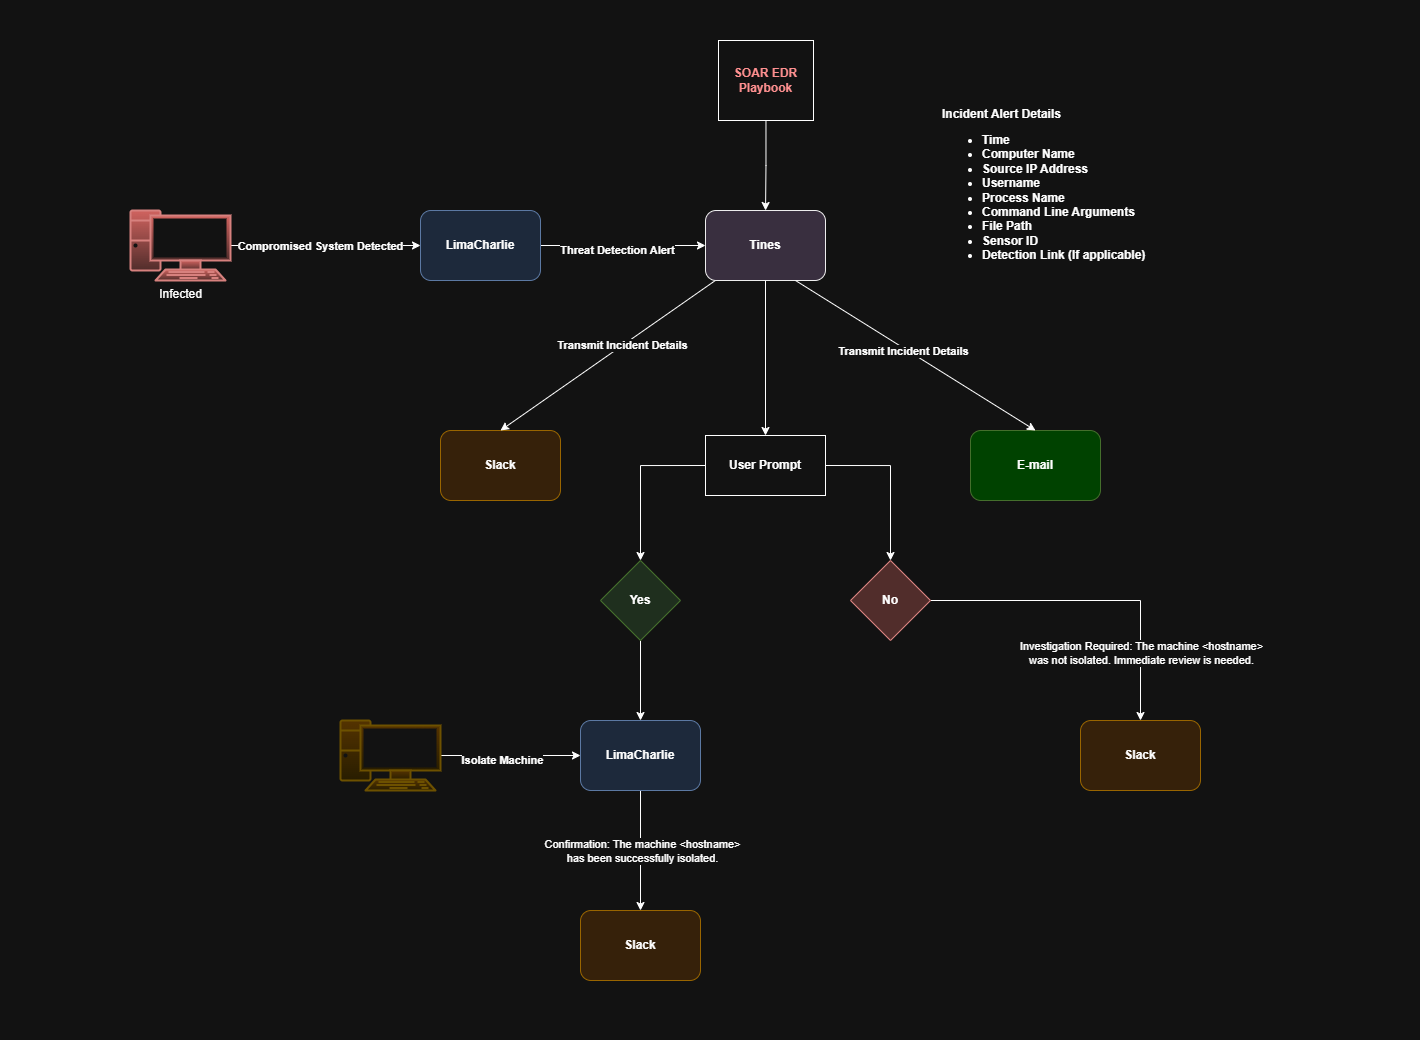 SOAR EDR
Playbook
Incident Alert Details
Time
Computer Name
Source IP Address
Username
Process Name
Command Line Arguments
File Path
Sensor ID
Detection Link (If applicable)
Compromised System Detected
LimaCharlie
Threat Detection Alert
Tines
Infected
Transmit Incident Details
Transmit Incident Details
Slack
User Prompt
E-mail
Yes
No
Investigation Required: The machine <hostname>
was not isolated. Immediate review is needed.
Isolate Machine
LimaCharlie
Slack
Confirmation: The machine <hostname>
has been successfully isolated.
Slack